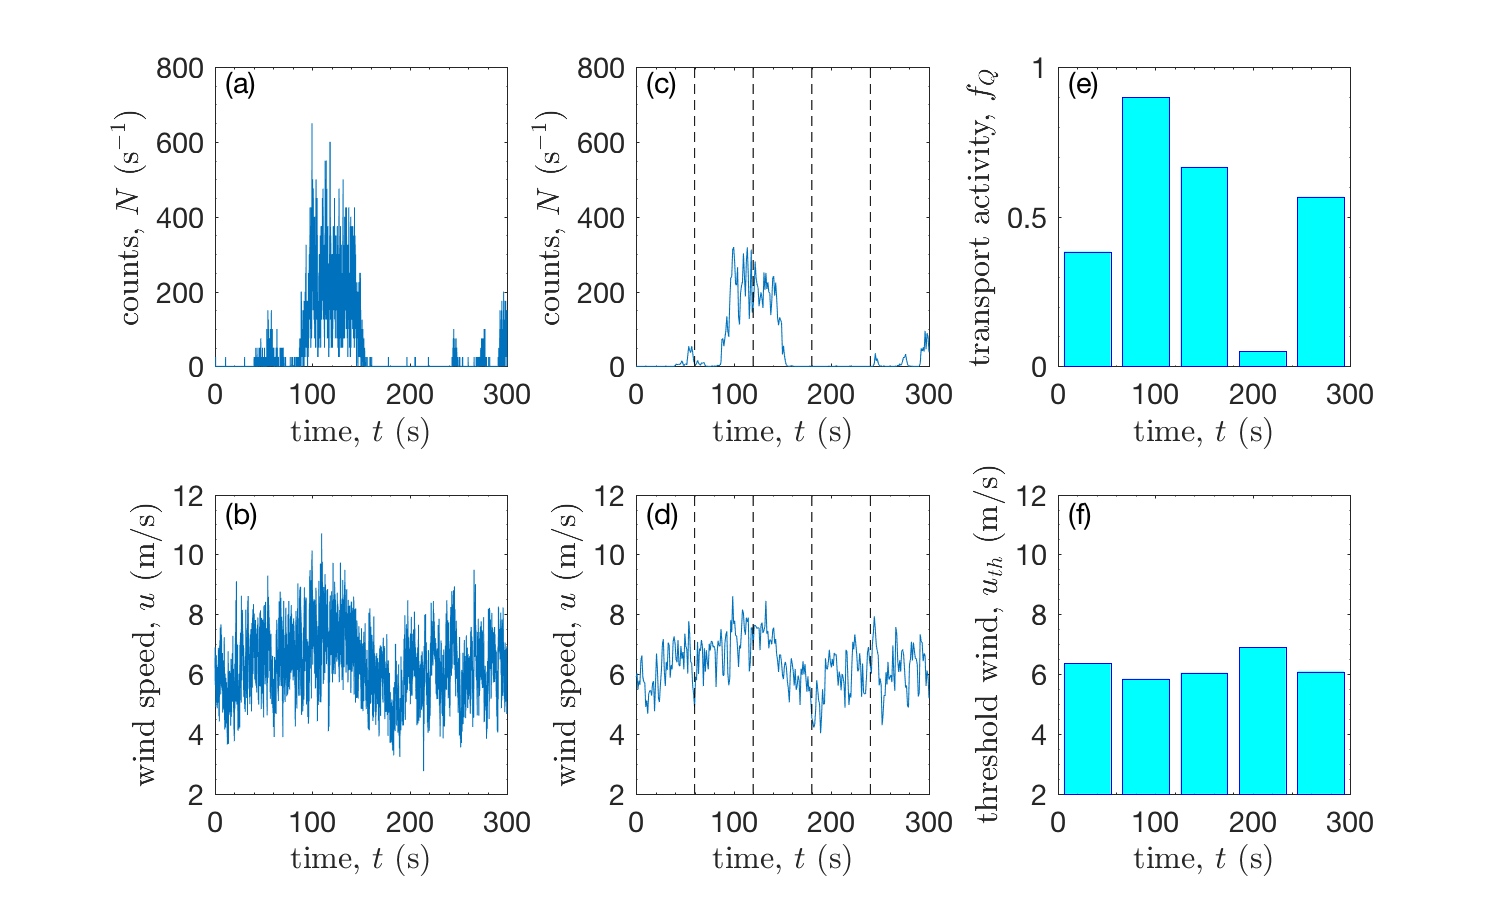 (a)
800
600
400
200
0
counts, N (s⁻¹)
0 100 200 300
time, t (s)
(c)
800
600
400
200
0
counts, N (s⁻¹)
0 100 200 300
time, t (s)
(e)
1
0.5
0
transport activity, f_Q
0 100 200 300
time, t (s)
(b)
12
10
8
6
4
2
wind speed, u (m/s)
0 100 200 300
time, t (s)
(d)
12
10
8
6
4
2
wind speed, u (m/s)
0 100 200 300
time, t (s)
(f)
12
10
8
6
4
2
threshold wind, u_th (m/s)
0 100 200 300
time, t (s)